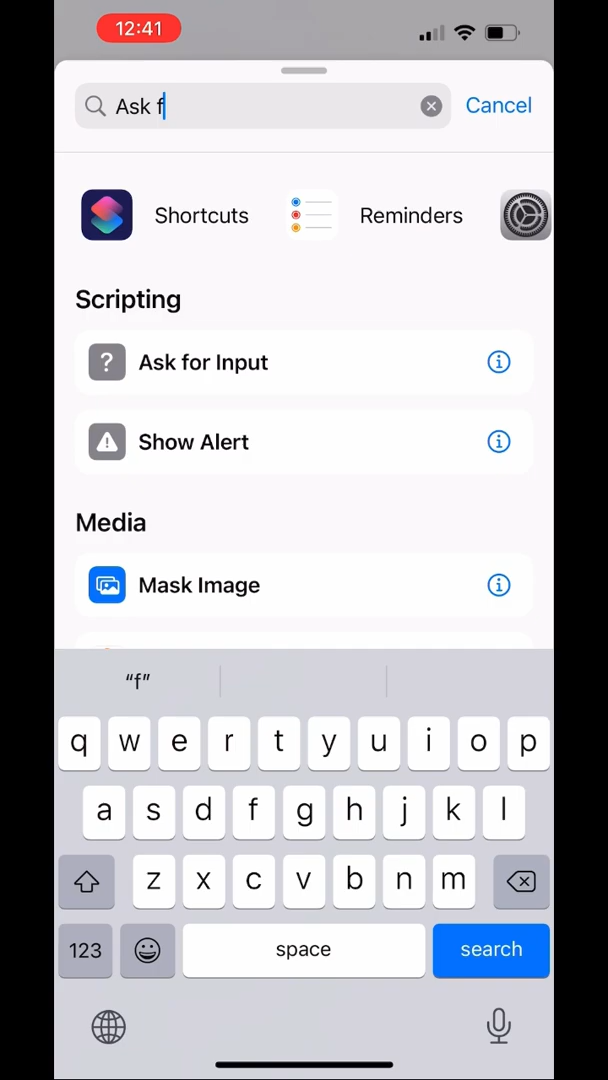 12:41
Ask f
Cancel
Shortcuts
Reminders
Scripting
? Ask for Input
Show Alert
Media
Mask Image
“f”
q w e r t y u i o p
a s d f g h j k l
z x c v b n m
123 space search